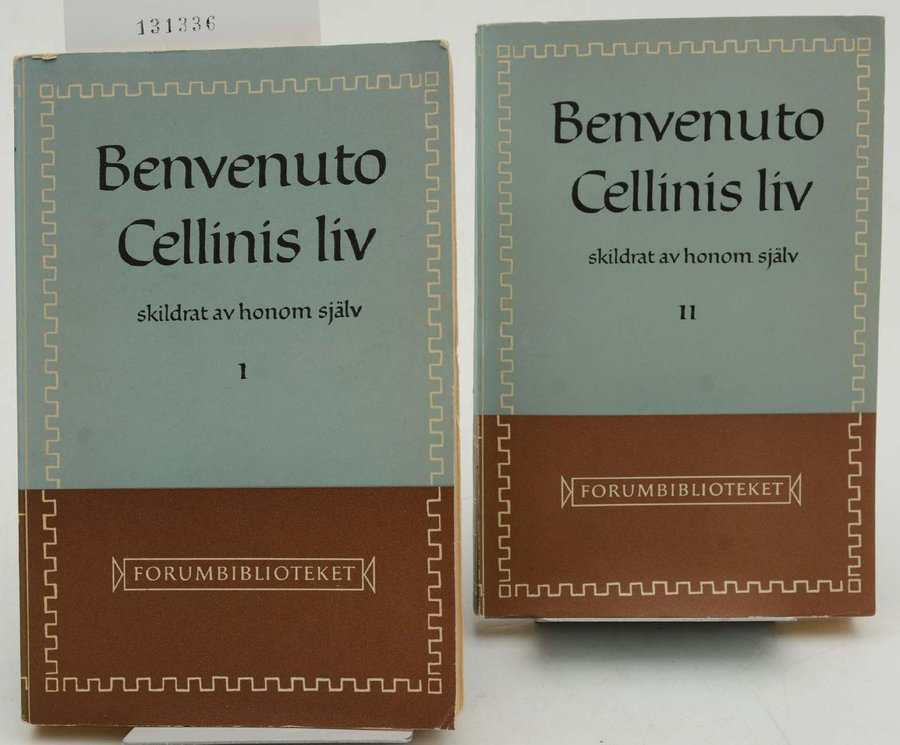 131336
Benvenuto
Cellinis liv
skildrat av honom själv
I
FORUMBIBLIOTEKET
Benvenuto
Cellinis liv
skildrat av honom själv
II
FORUMBIBLIOTEKET